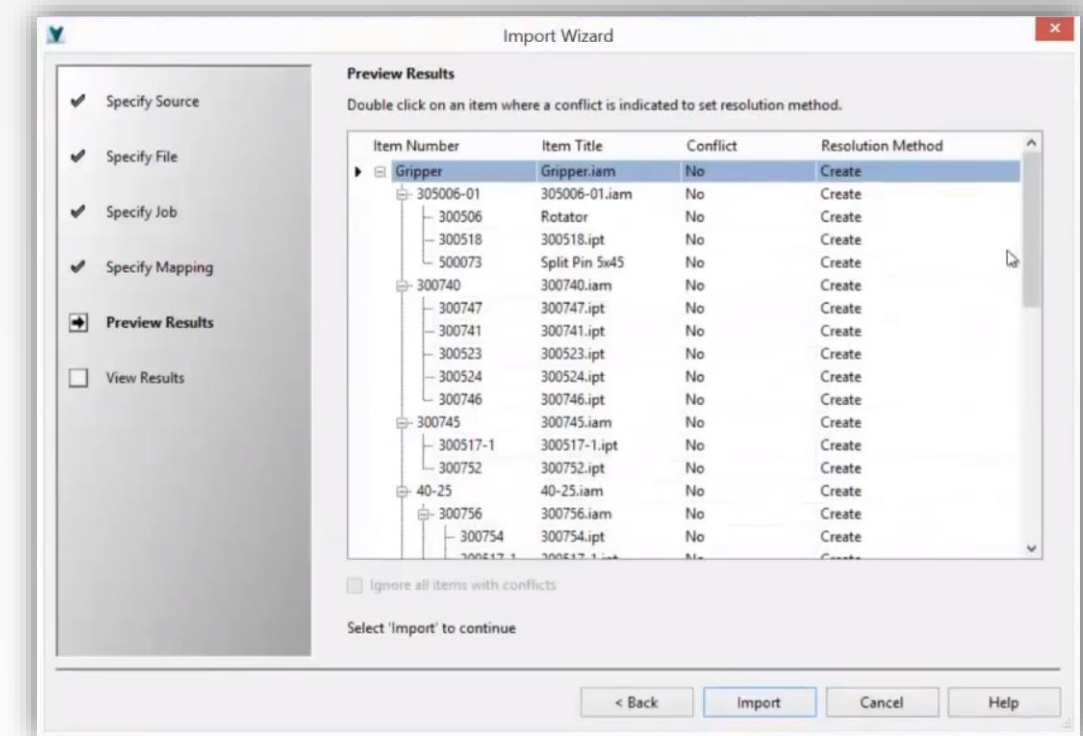 Import Wizard
Specify Source
Specify File
Specify Job
Specify Mapping
Preview Results
View Results
Preview Results
Double click on an item where a conflict is indicated to set resolution method.
Item Number Item Title Conflict Resolution Method
Gripper Gripper.iam No Create
305006-01 305006-01.iam No Create
300506 Rotator No Create
300518 300518.ipt No Create
500073 Split Pin 5x45 No Create
300740 300740.iam No Create
300747 300747.ipt No Create
300741 300741.ipt No Create
300523 300523.ipt No Create
300524 300524.ipt No Create
300746 300746.ipt No Create
300745 300745.iam No Create
300517-1 300517-1.ipt No Create
300752 300752.ipt No Create
40-25 40-25.iam No Create
300756 300756.iam No Create
300754 300754.ipt No Create
300517-1 300517-1.ipt No Create
Ignore all items with conflicts
Select 'Import' to continue
< Back Import Cancel Help